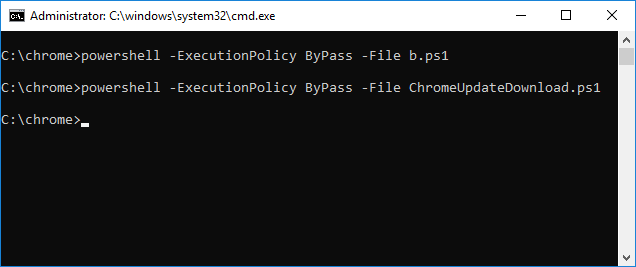 Administrator: C:\windows\system32\cmd.exe
C:\chrome>powershell -ExecutionPolicy ByPass -File b.ps1
C:\chrome>powershell -ExecutionPolicy ByPass -File ChromeUpdateDownload.ps1
C:\chrome>